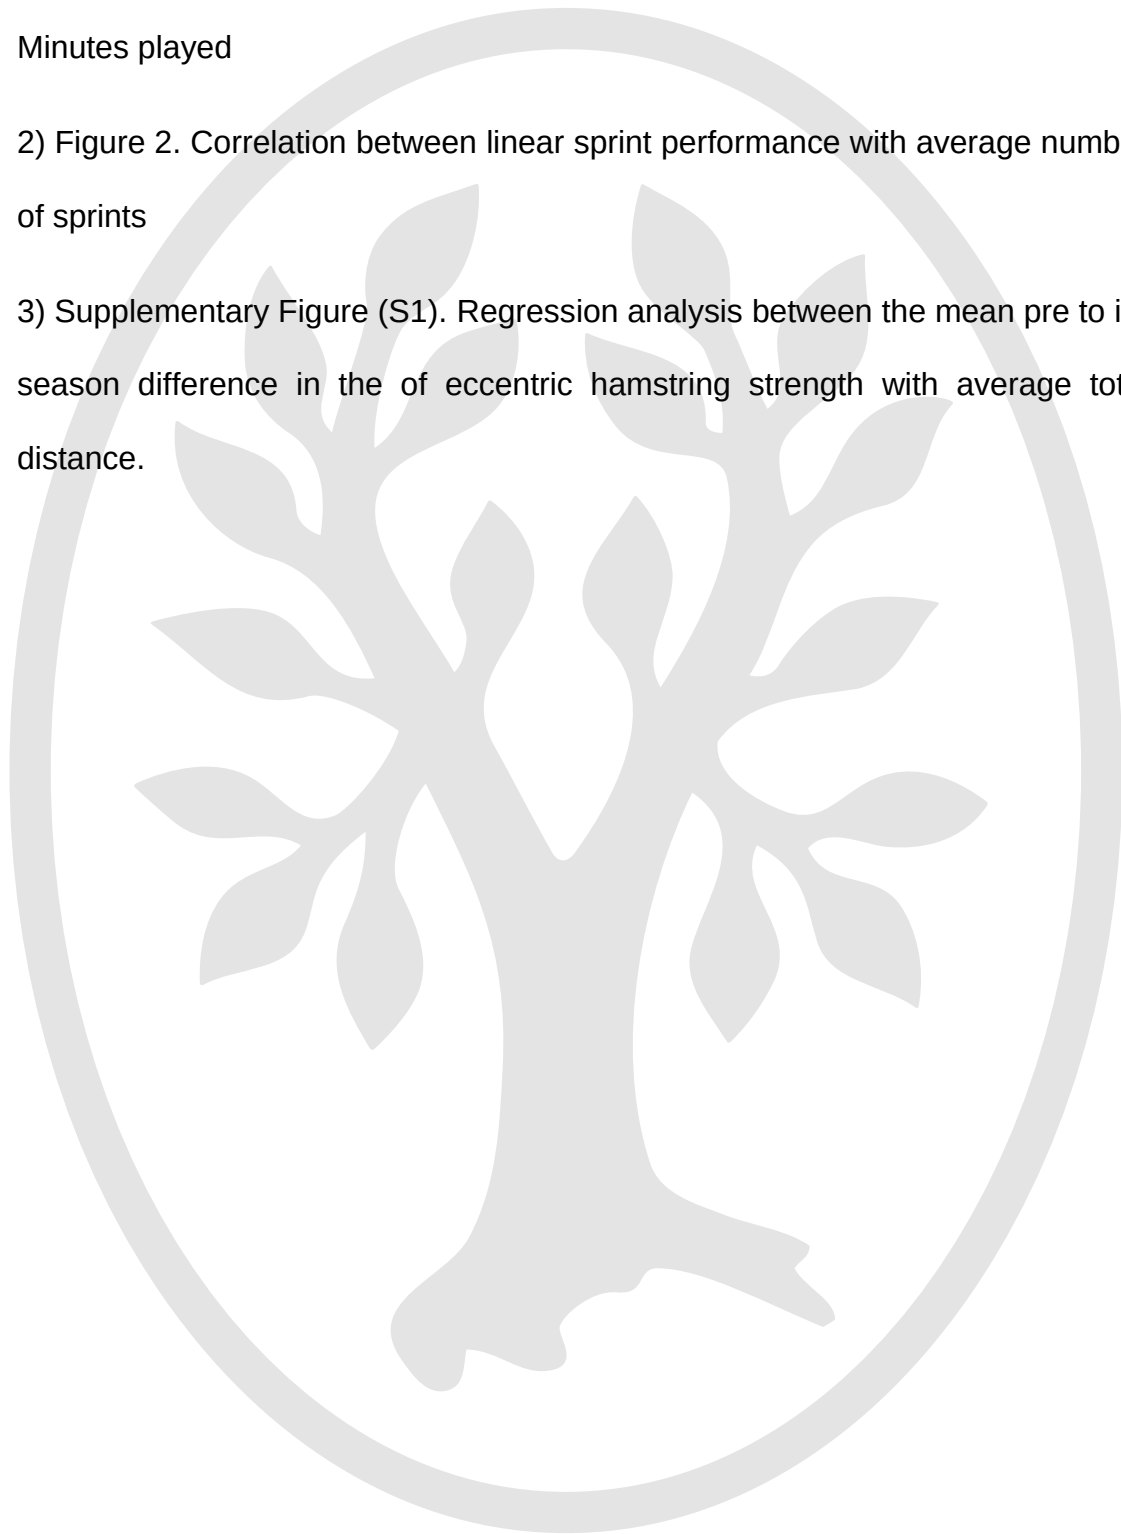 Minutes played
2) Figure 2. Correlation between linear sprint performance with average numb
of sprints
3) Supplementary Figure (S1). Regression analysis between the mean pre to i
season difference in the of eccentric hamstring strength with average tot
distance.